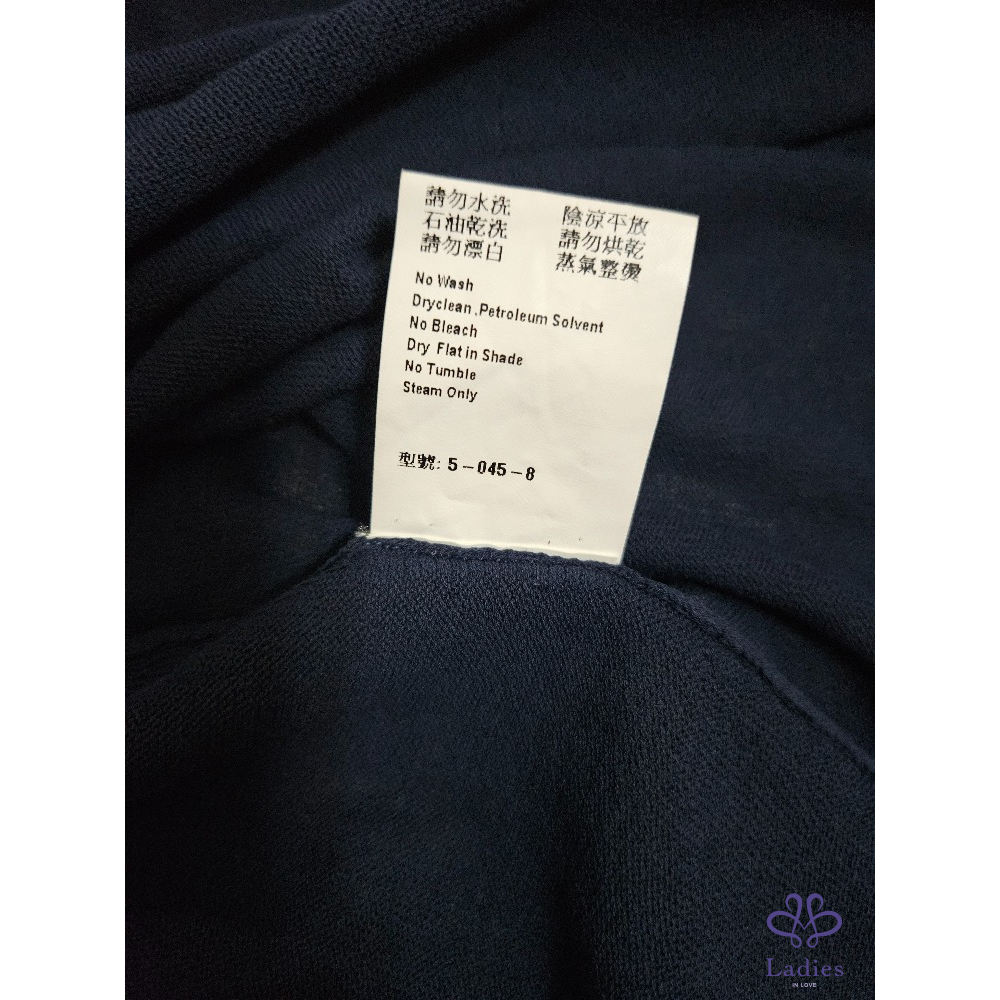 請勿水洗
石油乾洗
請勿漂白
陰涼平放
請勿烘乾
蒸氣整燙
No Wash
Dryclean ,Petroleum Solvent
No Bleach
Dry Flat in Shade
No Tumble
Steam Only
型號: 5-045-8
Ladies
IN LOVE